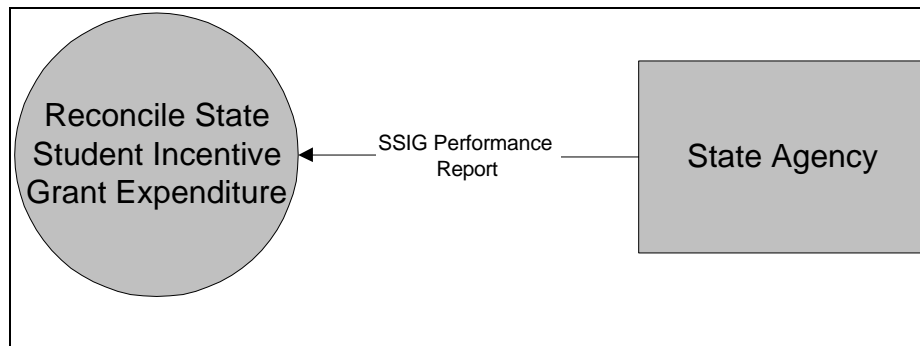 Reconcile State
Student Incentive
Grant Expenditure
SSIG Performance
Report
State Agency